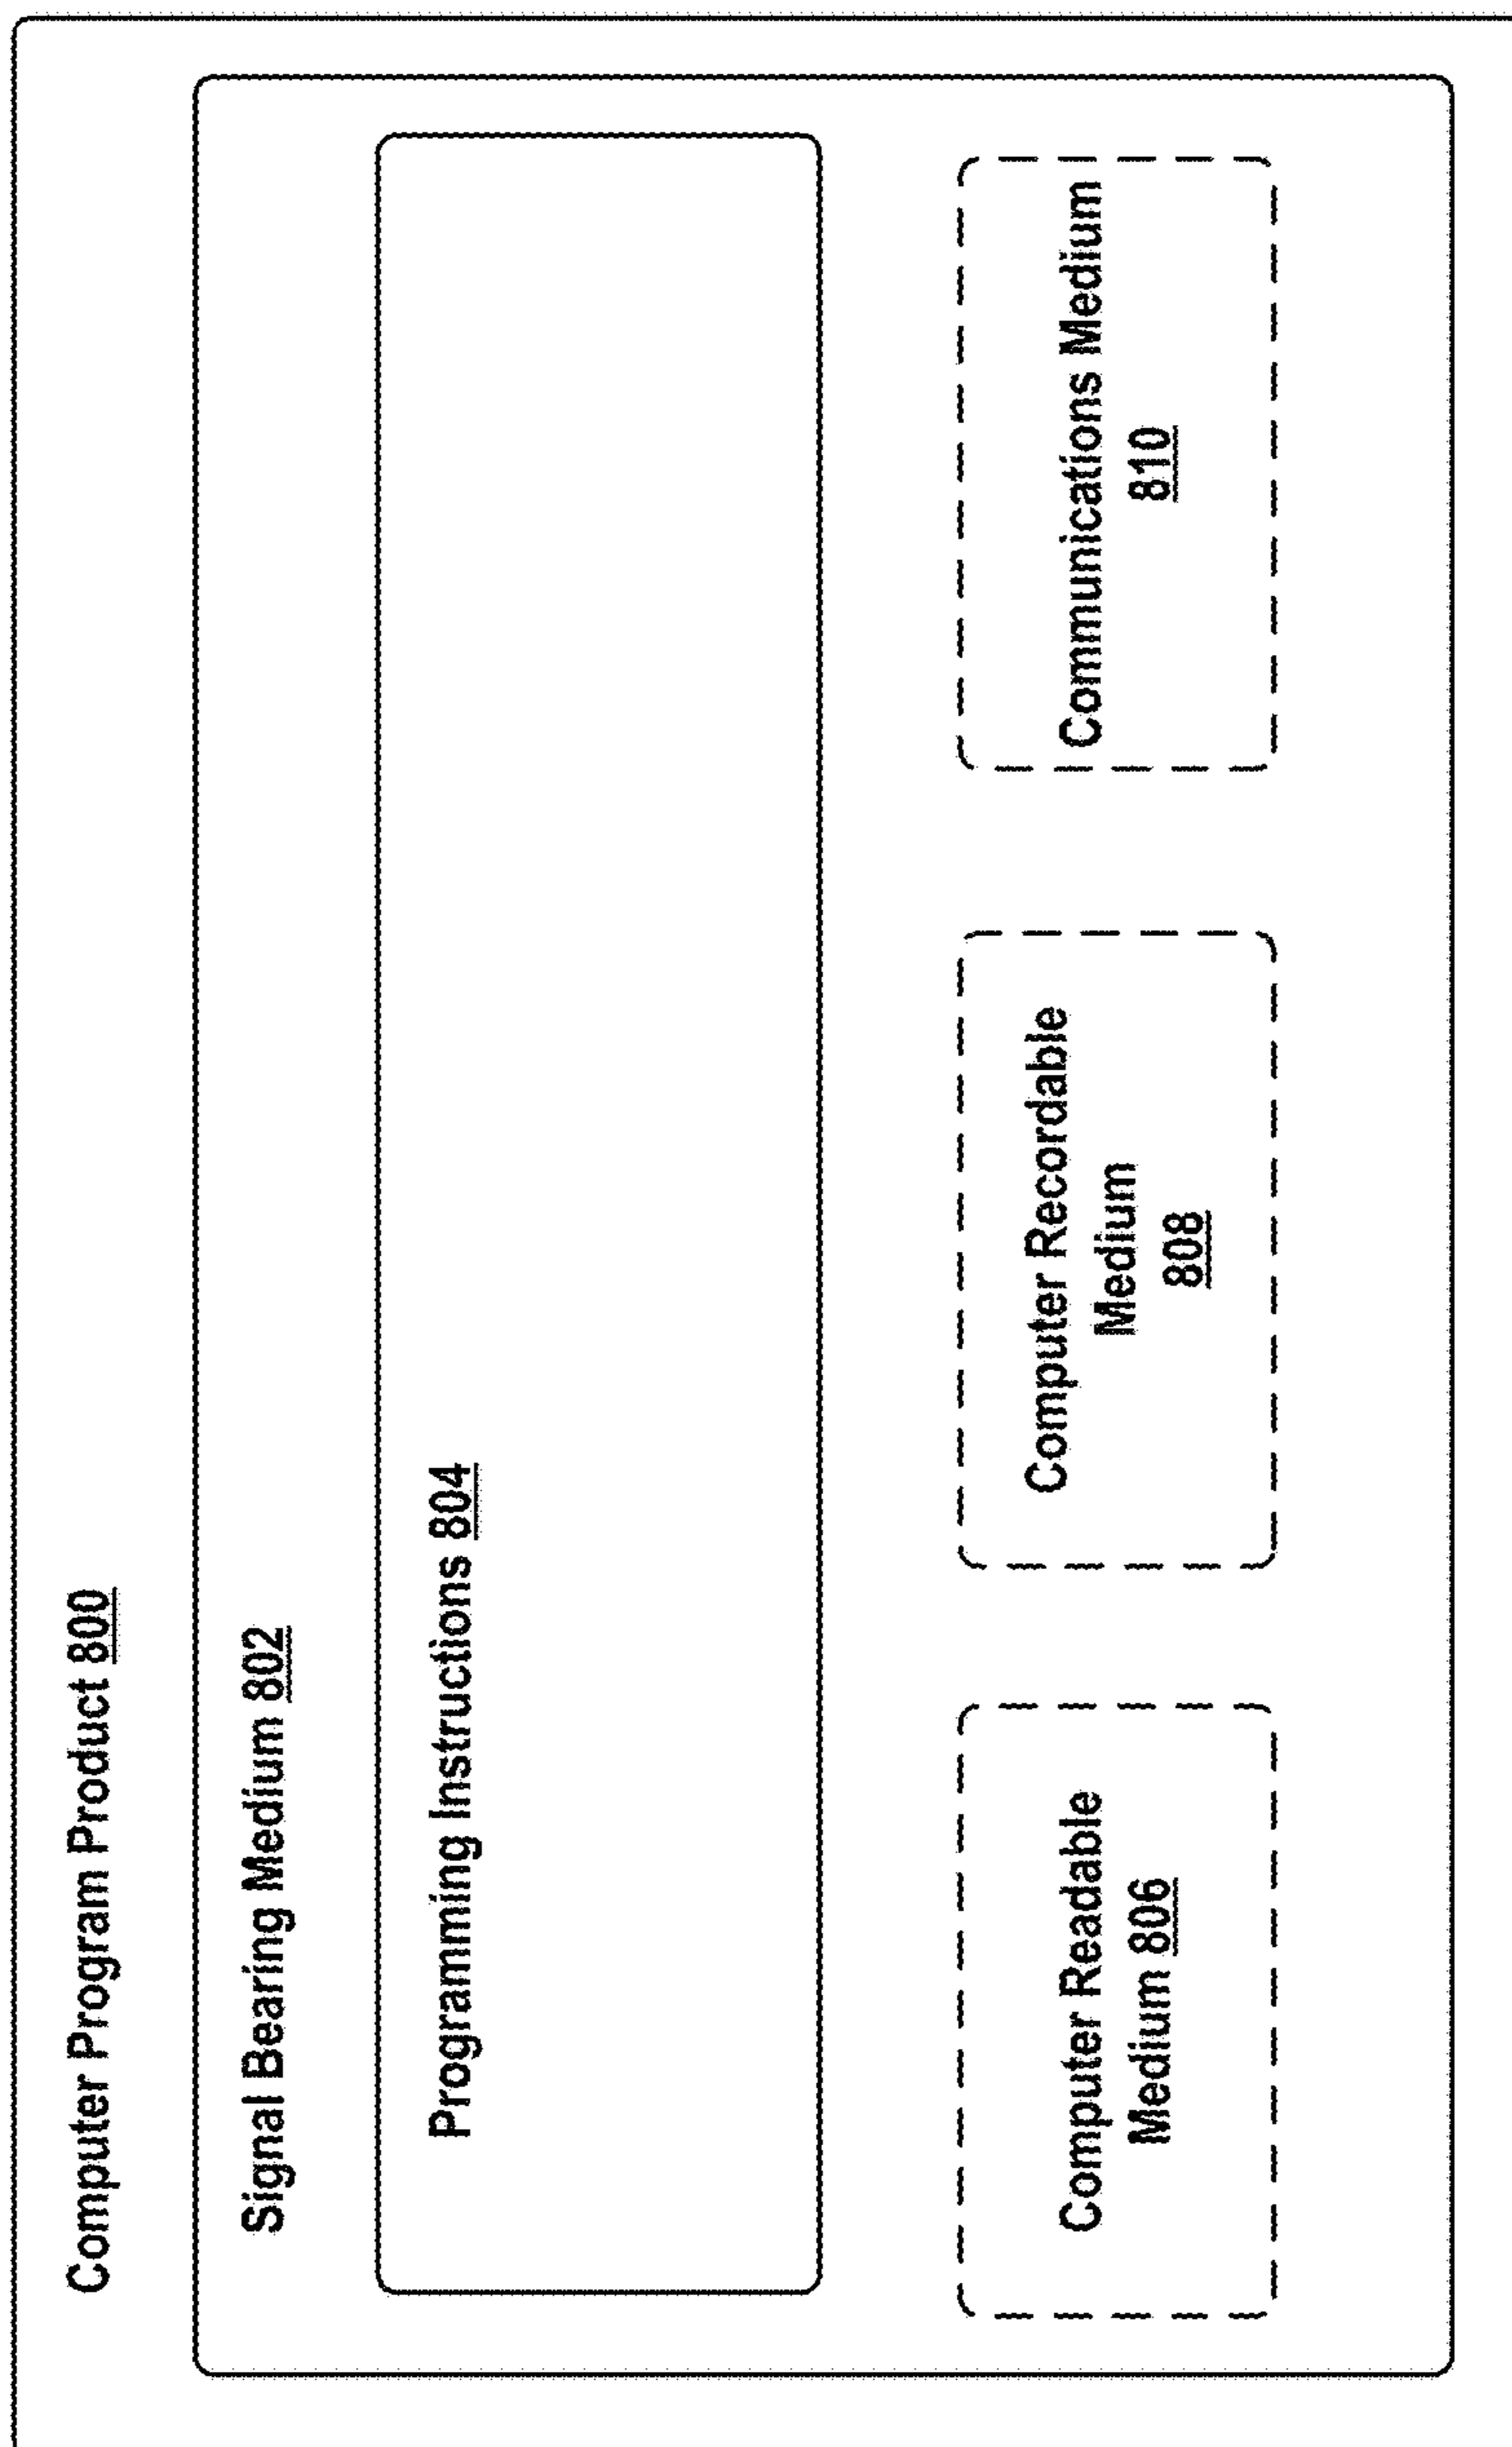 Computer Program Product 800
Signal Bearing Medium 802
Programming Instructions 804
Computer Readable
Medium 806
Computer Recordable
Medium
808
Communications Medium
810